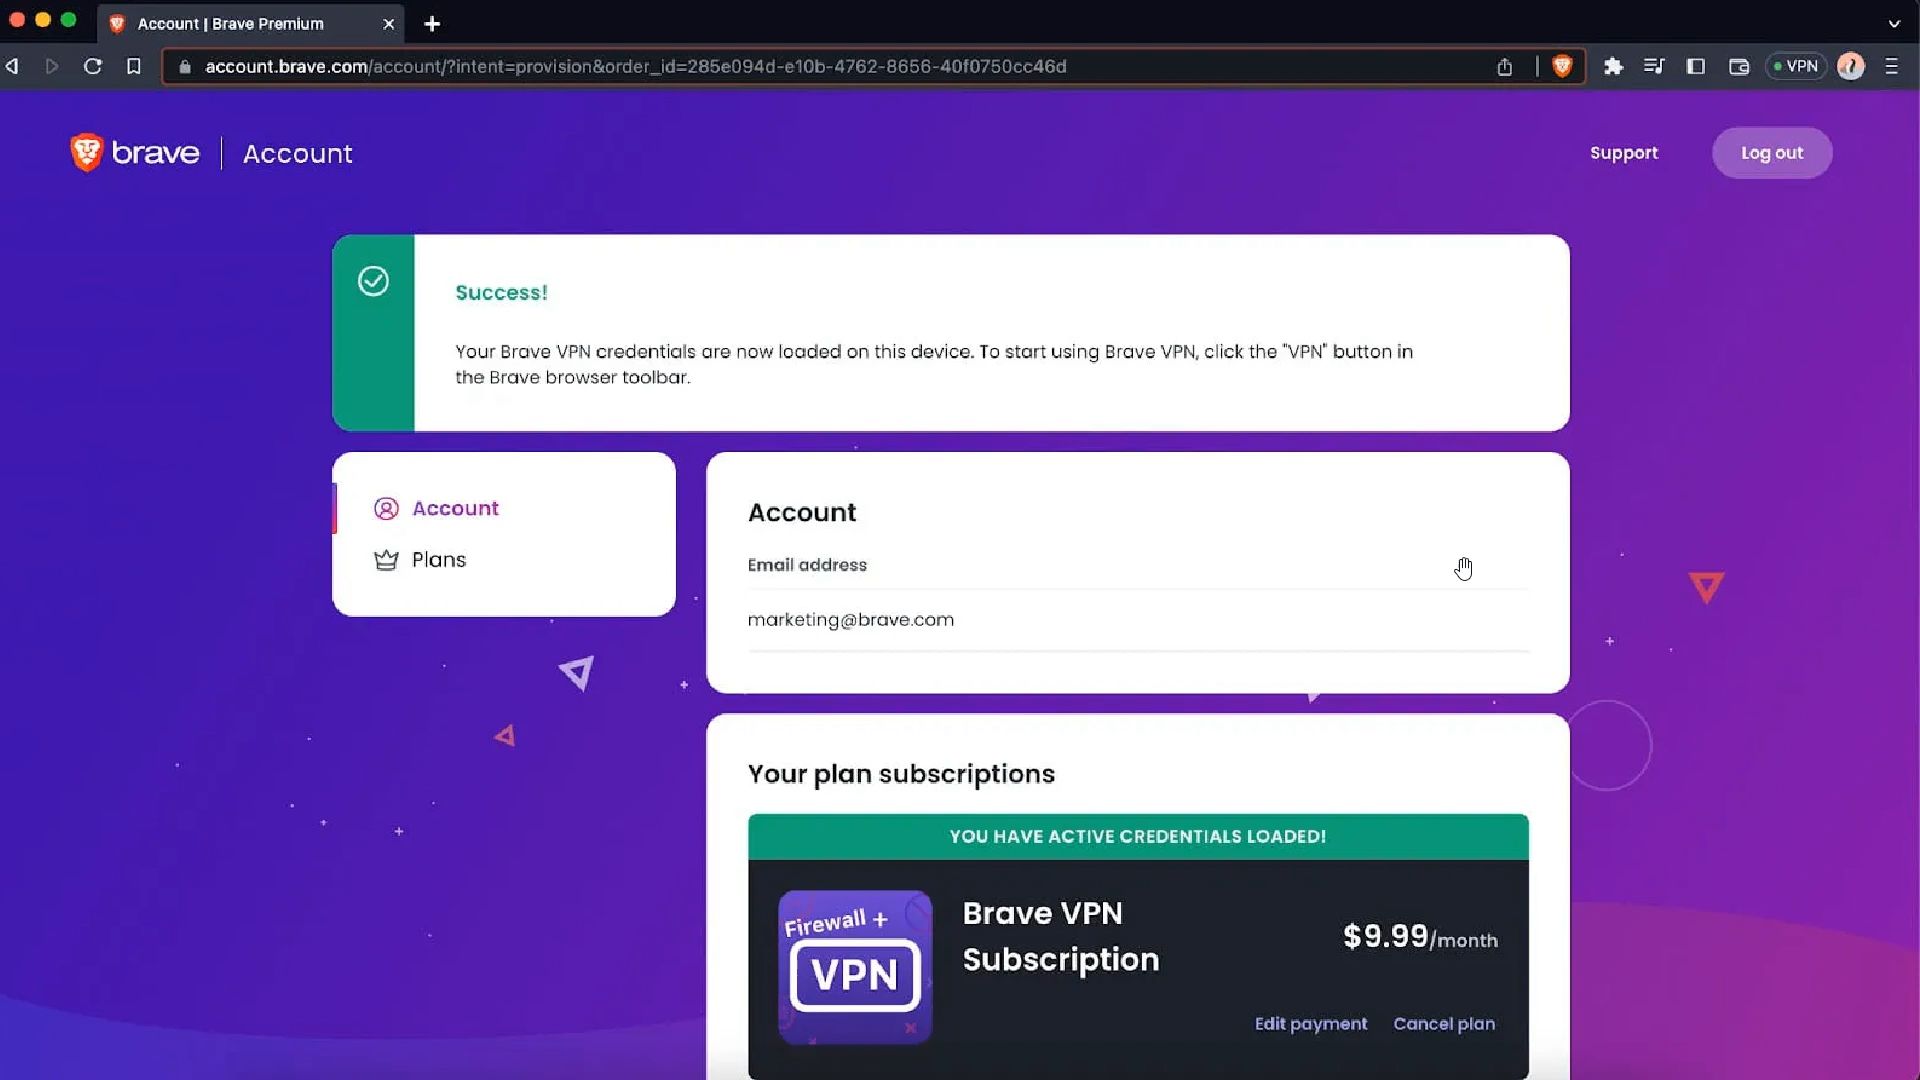 Account | Brave Premium
account.brave.com/account/?intent=provision&order_id=285e094d-e10b-4762-8656-40f0750cc46d
VPN
brave | Account
Support
Log out
Success!
Your Brave VPN credentials are now loaded on this device. To start using Brave VPN, click the "VPN" button in
the Brave browser toolbar.
Account
Plans
Account
Email address
marketing@brave.com
Your plan subscriptions
YOU HAVE ACTIVE CREDENTIALS LOADED!
Firewall +
VPN
Brave VPN
Subscription
$9.99/month
Edit payment
Cancel plan